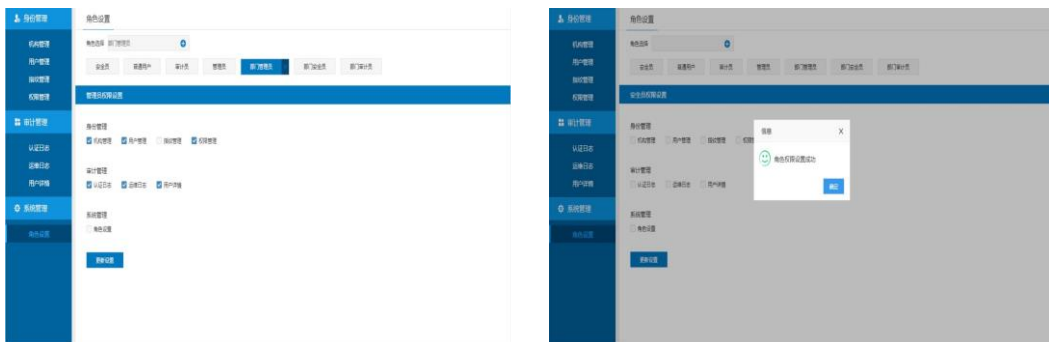 身份管理
角色设置
机构管理
角色选择 部门管理员
用户管理
安全员 普通用户 审计员 管理员 部门管理员 部门安全员 部门审计员
指纹管理
权限管理
管理员权限设置
审计管理
身份管理
机构管理 用户管理 指纹管理 权限管理
认证日志
运维日志
审计管理
用户详细
认证日志 运维日志 用户详细
系统管理
系统管理
角色设置
角色设置
更新设置
身份管理
角色设置
机构管理
角色选择
用户管理
安全员 普通用户 审计员 管理员 部门管理员 部门安全员 部门审计员
指纹管理
权限管理
安全员权限设置
审计管理
身份管理
信息 X
机构管理 用户管理 指纹管理
认证日志
角色权限设置成功
运维日志
审计管理
用户详细
认证日志 运维日志 用户详细
确定
系统管理
系统管理
角色设置
角色设置
更新设置